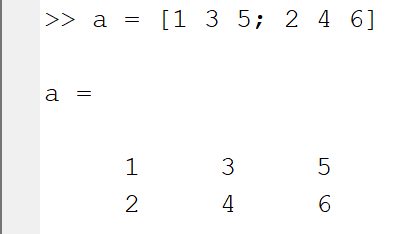 >> a = [1 3 5; 2 4 6]
a =
1 3 5
2 4 6